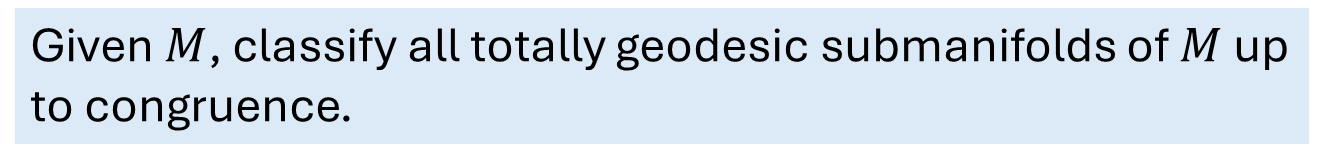 Given 𝑀, classify all totally geodesic submanifolds of 𝑀 up
to congruence.